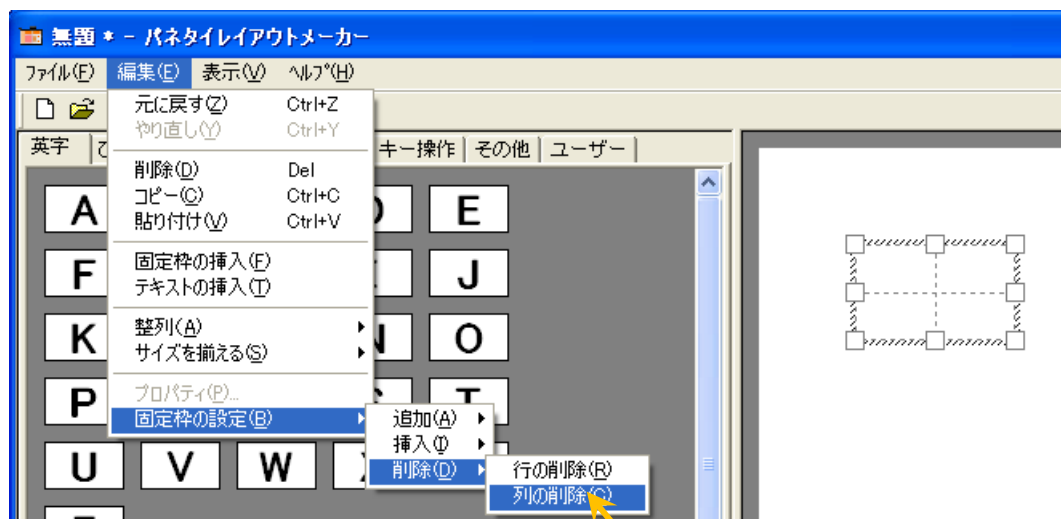 無題 * - パネタイレイアウトメーカー
ファイル(F) 編集(E) 表示(V) ヘルプ(H)
元に戻す(Z) Ctrl+Z
やり直し(Y) Ctrl+Y
英字 キー操作 その他 ユーザー
削除(D) Del
コピー(C) Ctrl+C
貼り付け(V) Ctrl+V
A E
固定枠の挿入(F)
テキストの挿入(T)
F J
整列(A)
サイズを揃える(S)
K O
プロパティ(P)...
固定枠の設定(B)
P T
追加(A)
挿入(I)
削除(D)
行の削除(R)
列の削除(C)
U V W